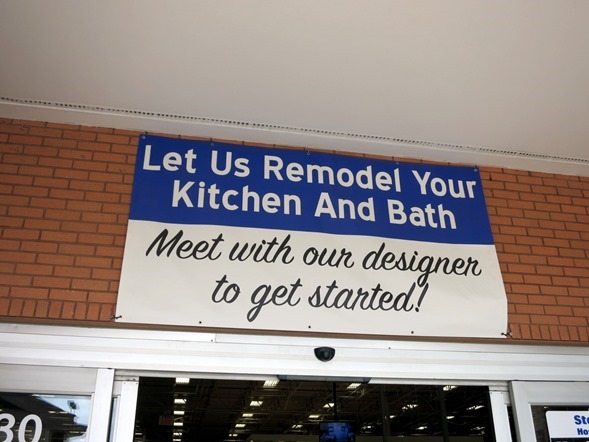 Let Us Remodel Your
Kitchen And Bath
Meet with our designer
to get started!
30